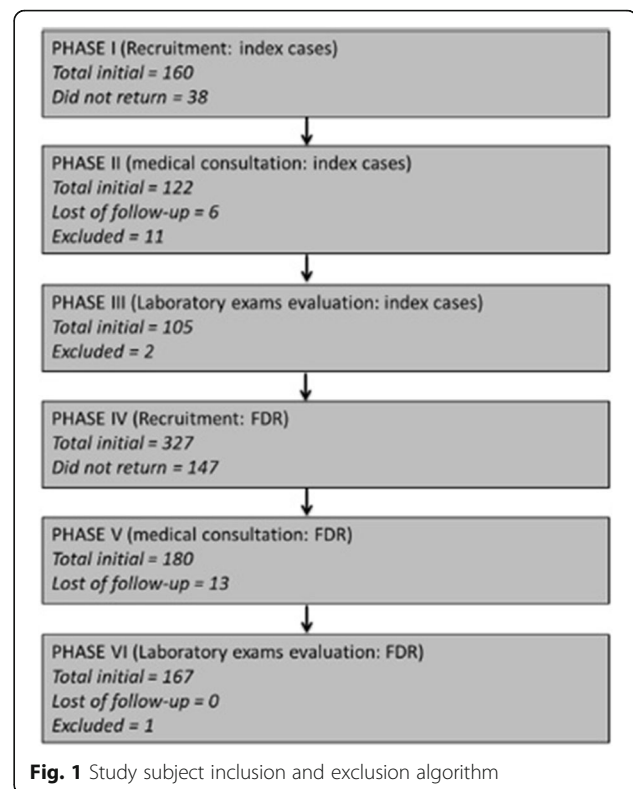 PHASE I (Recruitment: index cases)
Total initial = 160
Did not return = 38
PHASE II (medical consultation: index cases)
Total initial = 122
Lost of follow-up = 6
Excluded = 11
PHASE III (Laboratory exams evaluation: index cases)
Total initial = 105
Excluded = 2
PHASE IV (Recruitment: FDR)
Total initial = 327
Did not return = 147
PHASE V (medical consultation: FDR)
Total initial = 180
Lost of follow-up = 13
PHASE VI (Laboratory exams evaluation: FDR)
Total initial = 167
Lost of follow-up = 0
Excluded = 1
Fig. 1 Study subject inclusion and exclusion algorithm